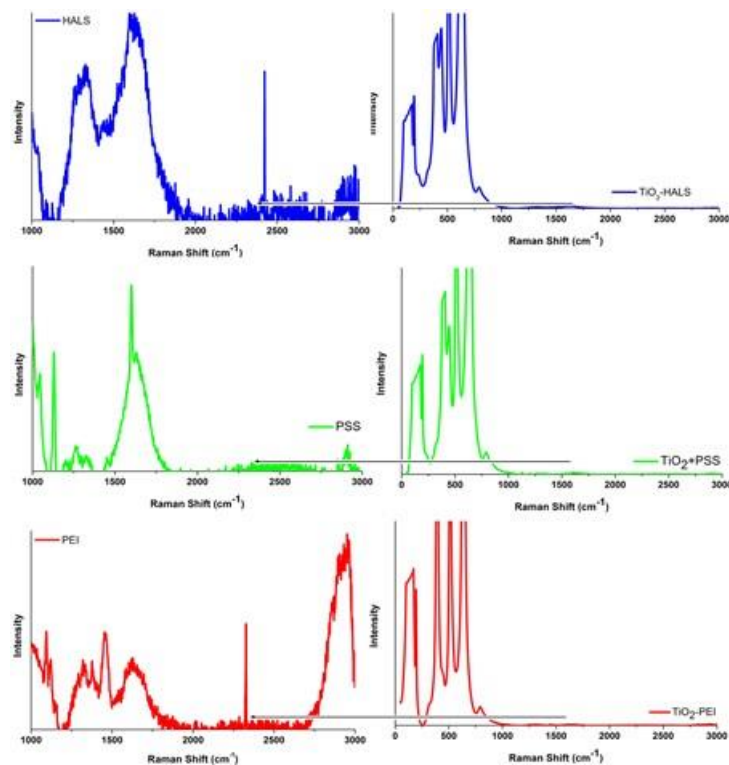 HALS
Intensity
1000 1500 2000 2500 3000
Raman Shift (cm-1)
TiO2-HALS
0 500 1000 1500 2000 2500 3000
Raman Shift (cm-1)
PSS
Intensity
1000 1500 2000 2500 3000
Raman Shift (cm-1)
TiO2+PSS
Intensity
0 500 1000 1500 2000 2500 3000
Raman Shift (cm-1)
PEI
Intensity
1000 1500 2000 2500 3000
Raman Shift (cm-1)
TiO2-PEI
Intensity
0 500 1000 1500 2000 2500 3000
Raman Shift (cm-1)